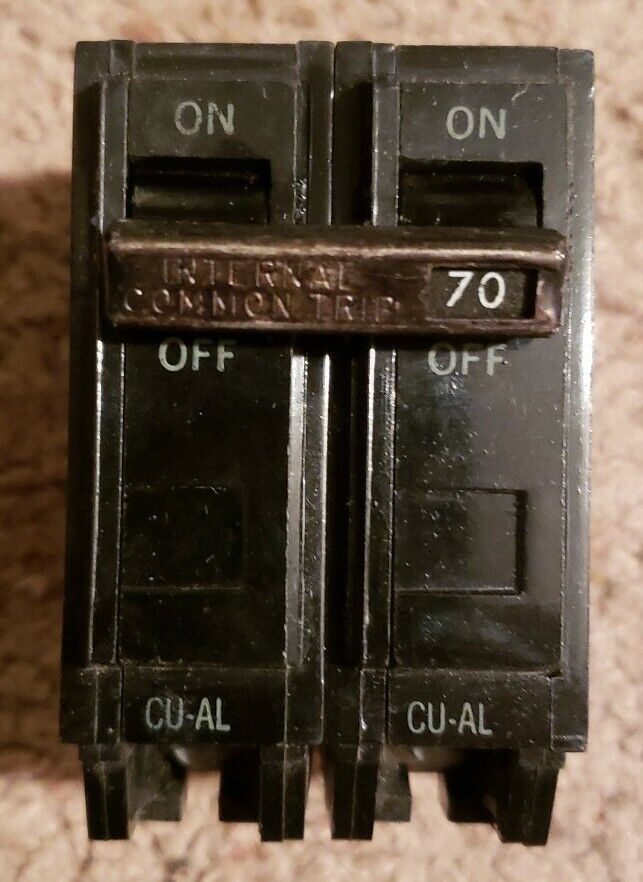 ON ON
INTERNAL
COMMON TRIP 70
OFF OFF
CU-AL CU-AL